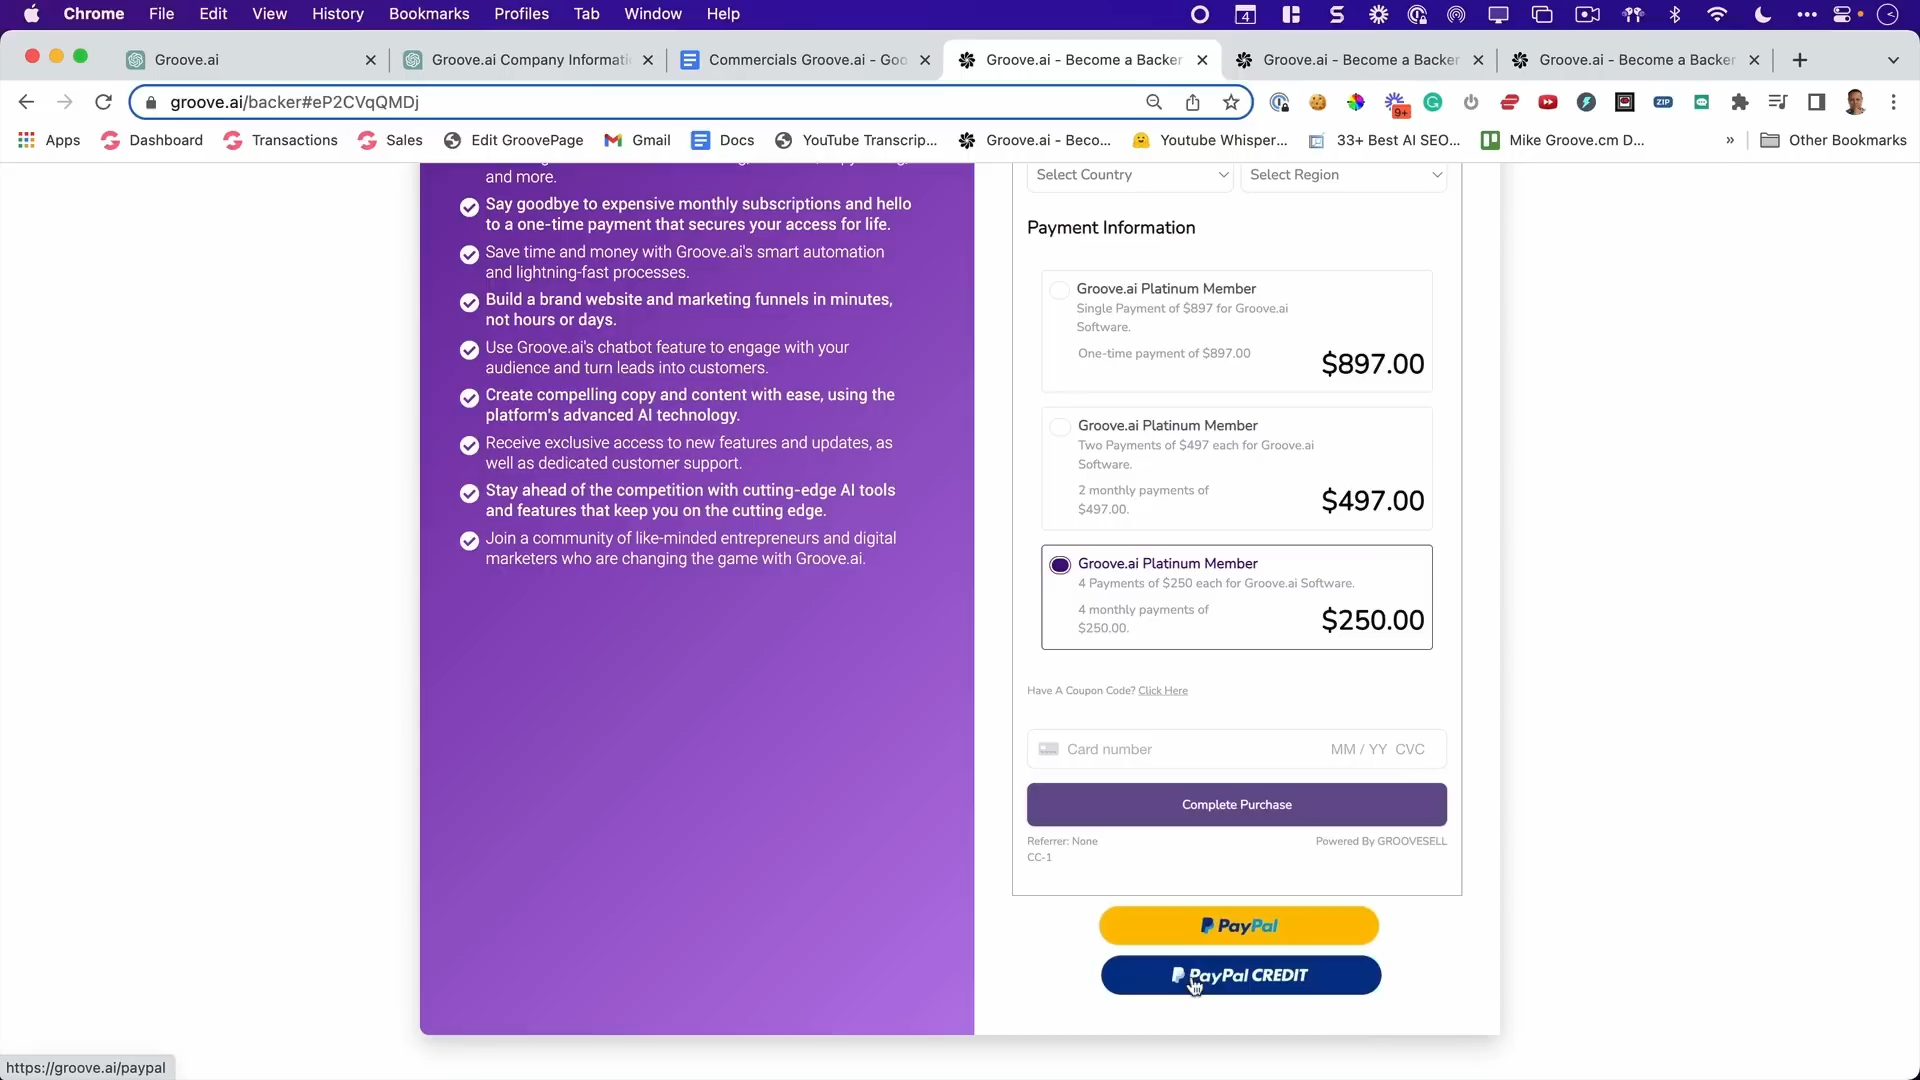 Chrome File Edit View History Bookmarks Profiles Tab Window Help
4
Groove.ai
Groove.ai Company Informati
Commercials Groove.ai - Goo
Groove.ai - Become a Backer
Groove.ai - Become a Backer
Groove.ai - Become a Backer
groove.ai/backer#eP2CVqQMDj
9+
ZIP
Apps Dashboard Transactions Sales Edit GroovePage Gmail Docs YouTube Transcrip... Groove.ai - Beco... Youtube Whisper... 33+ Best AI SEO... Mike Groove.cm D... » Other Bookmarks
and more.
Say goodbye to expensive monthly subscriptions and hello
to a one-time payment that secures your access for life.
Save time and money with Groove.ai's smart automation
and lightning-fast processes.
Build a brand website and marketing funnels in minutes,
not hours or days.
Use Groove.ai's chatbot feature to engage with your
audience and turn leads into customers.
Create compelling copy and content with ease, using the
platform's advanced AI technology.
Receive exclusive access to new features and updates, as
well as dedicated customer support.
Stay ahead of the competition with cutting-edge AI tools
and features that keep you on the cutting edge.
Join a community of like-minded entrepreneurs and digital
marketers who are changing the game with Groove.ai.
Select Country Select Region
Payment Information
Groove.ai Platinum Member
Single Payment of $897 for Groove.ai
Software.
One-time payment of $897.00
$897.00
Groove.ai Platinum Member
Two Payments of $497 each for Groove.ai
Software.
2 monthly payments of
$497.00.
$497.00
Groove.ai Platinum Member
4 Payments of $250 each for Groove.ai Software.
4 monthly payments of
$250.00.
$250.00
Have A Coupon Code? Click Here
Card number MM / YY CVC
Complete Purchase
Referrer: None Powered By GROOVESELL
CC-1
PayPal
PayPal CREDIT
https://groove.ai/paypal